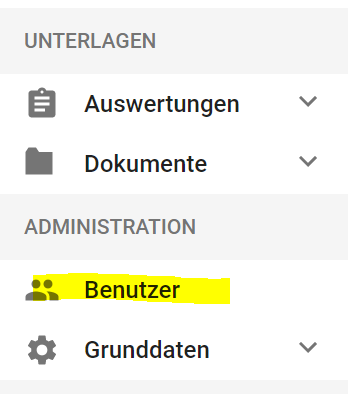 UNTERLAGEN
Auswertungen
Dokumente
ADMINISTRATION
Benutzer
Grunddaten